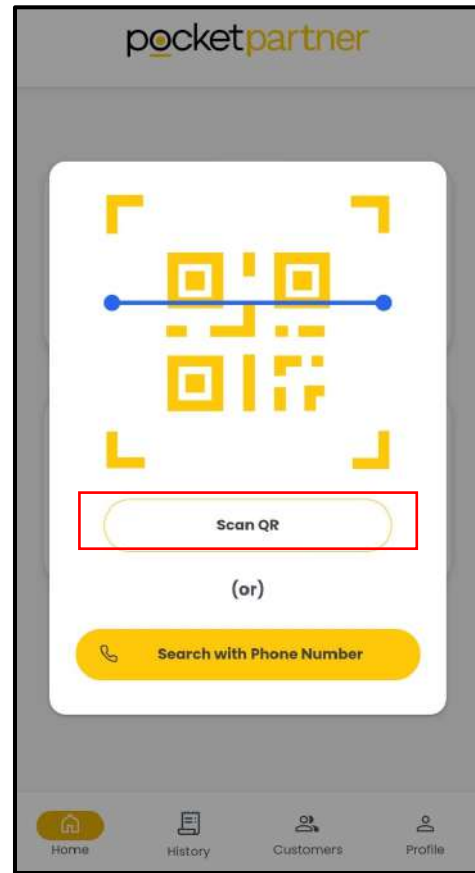 pocketpartner
Scan QR
(or)
Search with Phone Number
Home History Customers Profile